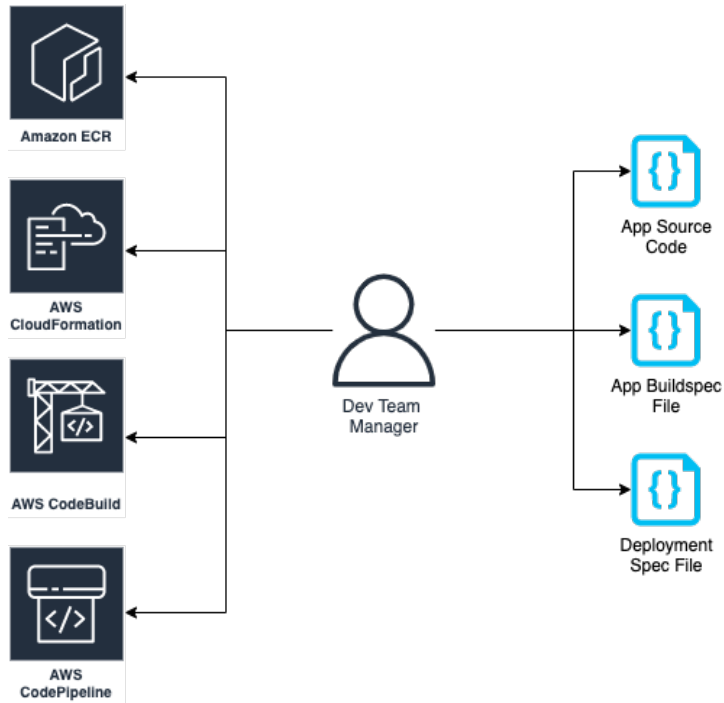 Amazon ECR
AWS
CloudFormation
</>
AWS CodeBuild
</>
AWS
CodePipeline
Dev Team
Manager
{}
App Source
Code
{}
App Buildspec
File
{}
Deployment
Spec File